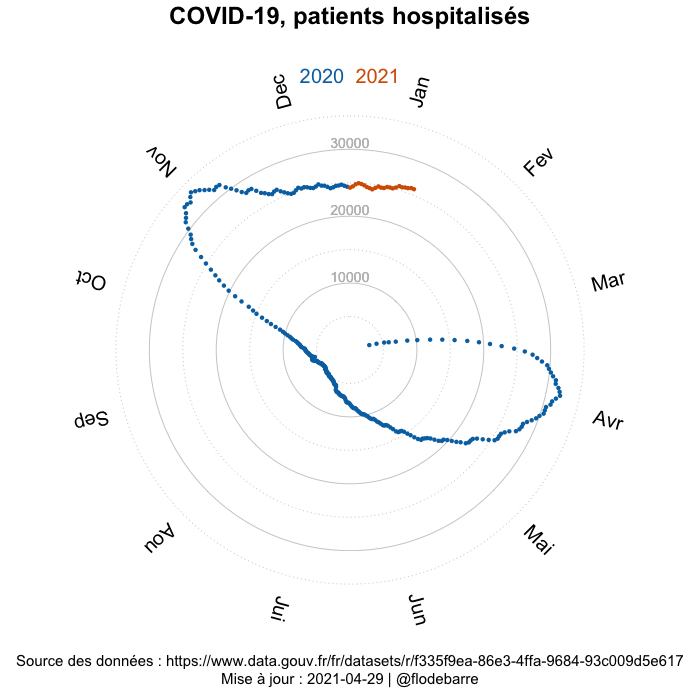 COVID-19, patients hospitalisés
2020 2021
Jan
Fev
Mar
Avr
Mai
Jun
Jui
Aou
Sep
Oct
Nov
Dec
30000
20000
10000
Source des données : https://www.data.gouv.fr/fr/datasets/r/f335f9ea-86e3-4ffa-9684-93c009d5e617
Mise à jour : 2021-04-29 | @flodebarre